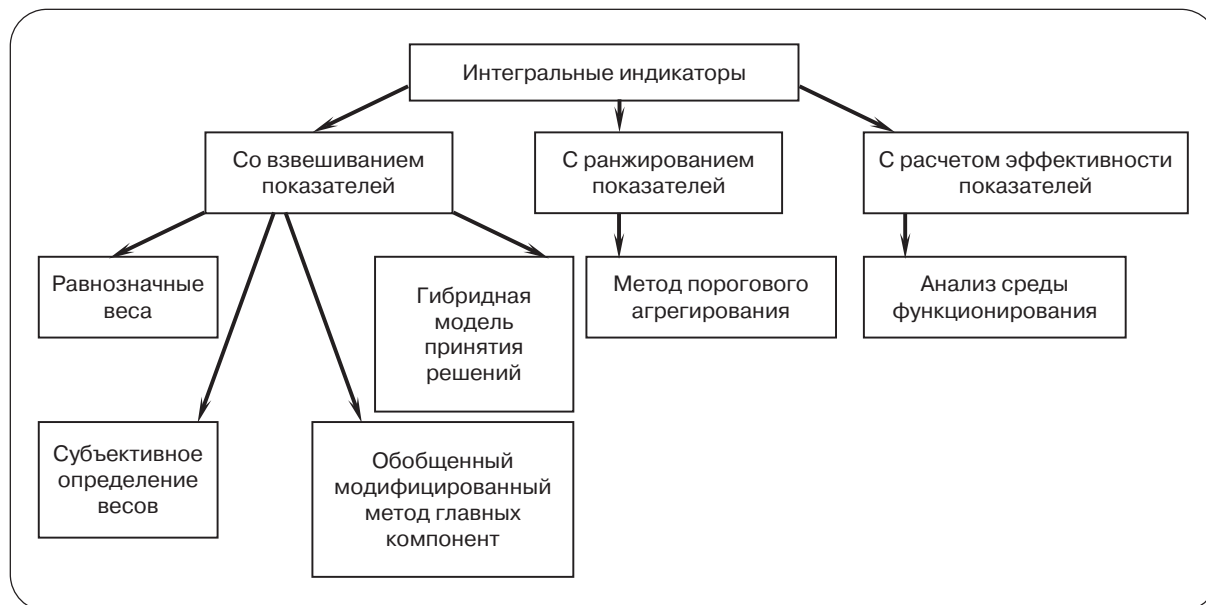 Интегральные индикаторы
Со взвешиванием
показателей
С ранжированием
показателей
С расчетом эффективности
показателей
Равнозначные
веса
Гибридная
модель
принятия
решений
Метод порогового
агрегирования
Анализ среды
функционирования
Субъективное
определение
весов
Обобщенный
модифицированный
метод главных
компонент